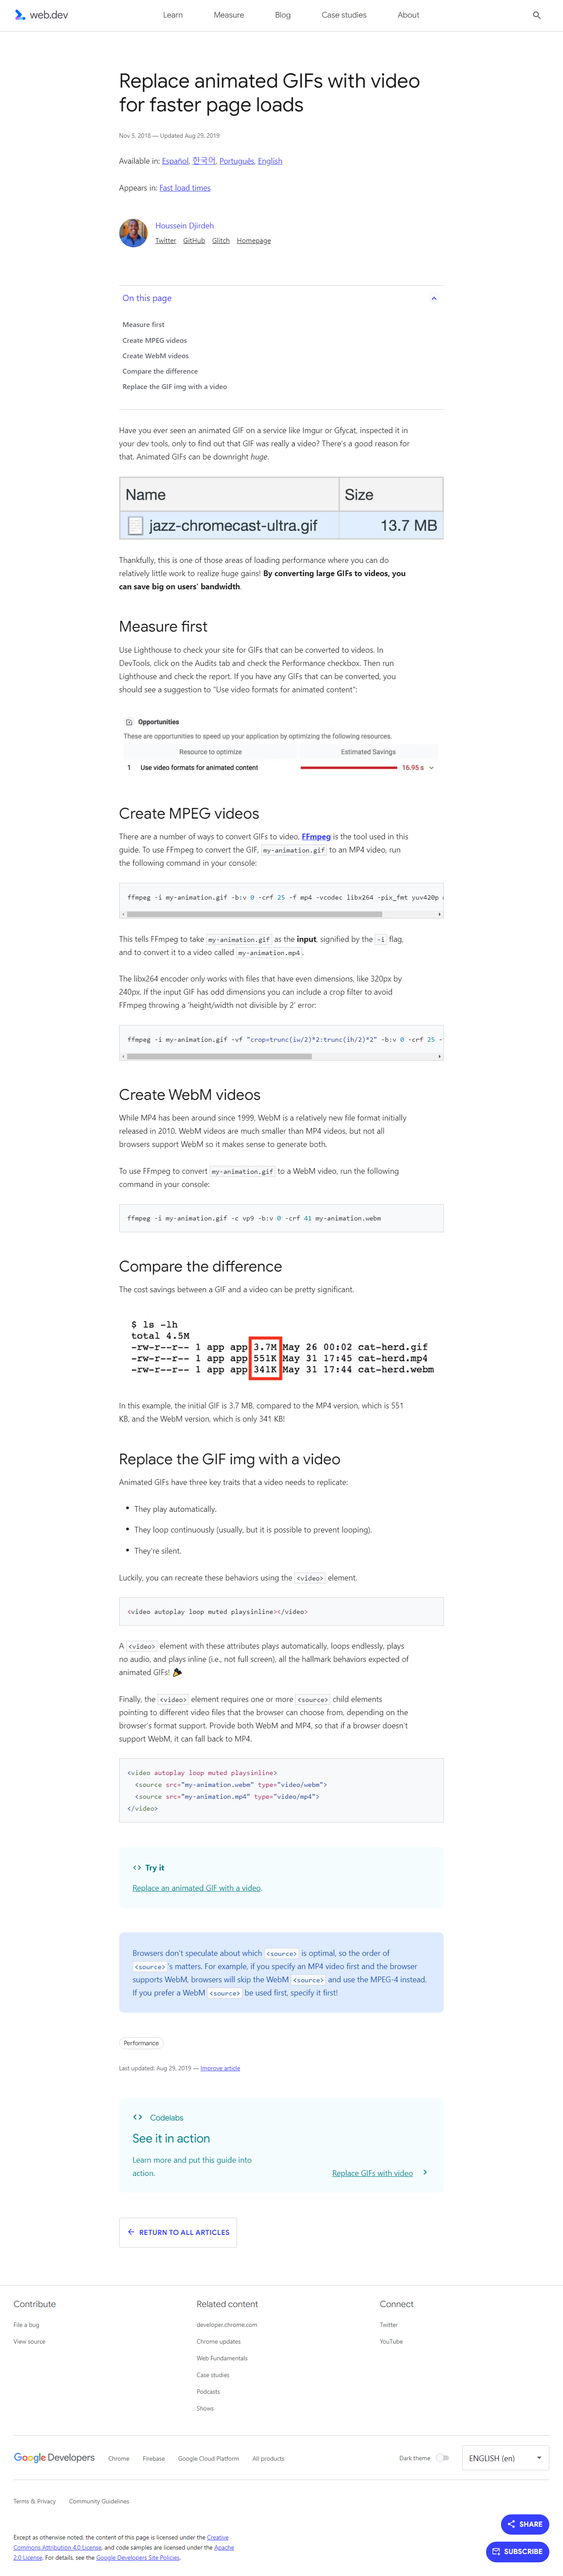 web.dev
Learn
Measure
Blog
Case studies
About
Replace animated GIFs with video
for faster page loads
Nov 5, 2018 — Updated Aug 29, 2019
Available in: Español, 한국어, Português, English
Appears in: Fast load times
Houssein Djirdeh
Twitter GitHub Glitch Homepage
On this page
Measure first
Create MPEG videos
Create WebM videos
Compare the difference
Replace the GIF img with a video
Have you ever seen an animated GIF on a service like Imgur or Gfycat, inspected it in
your dev tools, only to find out that GIF was really a video? There's a good reason for
that. Animated GIFs can be downright huge.
Name Size
jazz-chromecast-ultra.gif 13.7 MB
Thankfully, this is one of those areas of loading performance where you can do
relatively little work to realize huge gains! By converting large GIFs to videos, you
can save big on users' bandwidth.
Measure first
Use Lighthouse to check your site for GIFs that can be converted to videos. In
DevTools, click on the Audits tab and check the Performance checkbox. Then run
Lighthouse and check the report. If you have any GIFs that can be converted, you
should see a suggestion to "Use video formats for animated content":
Opportunities
These are opportunities to speed up your application by optimizing the following resources.
Resource to optimize Estimated Savings
1 Use video formats for animated content 16.95 s
Create MPEG videos
There are a number of ways to convert GIFs to video, FFmpeg is the tool used in this
guide. To use FFmpeg to convert the GIF, my-animation.gif to an MP4 video, run
the following command in your console:
ffmpeg -i my-animation.gif -b:v 0 -crf 25 -f mp4 -vcodec libx264 -pix_fmt yuv420p
This tells FFmpeg to take my-animation.gif as the input, signified by the -i flag,
and to convert it to a video called my-animation.mp4.
The libx264 encoder only works with files that have even dimensions, like 320px by
240px. If the input GIF has odd dimensions you can include a crop filter to avoid
FFmpeg throwing a 'height/width not divisible by 2' error:
ffmpeg -i my-animation.gif -vf "crop=trunc(iw/2)*2:trunc(ih/2)*2" -b:v 0 -crf 25 -
Create WebM videos
While MP4 has been around since 1999, WebM is a relatively new file format initially
released in 2010. WebM videos are much smaller than MP4 videos, but not all
browsers support WebM so it makes sense to generate both.
To use FFmpeg to convert my-animation.gif to a WebM video, run the following
command in your console:
ffmpeg -i my-animation.gif -c vp9 -b:v 0 -crf 41 my-animation.webm
Compare the difference
The cost savings between a GIF and a video can be pretty significant.
$ ls -lh
total 4.5M
-rw-r--r-- 1 app app 3.7M May 26 00:02 cat-herd.gif
-rw-r--r-- 1 app app 551K May 31 17:45 cat-herd.mp4
-rw-r--r-- 1 app app 341K May 31 17:44 cat-herd.webm
In this example, the initial GIF is 3.7 MB, compared to the MP4 version, which is 551
KB, and the WebM version, which is only 341 KB!
Replace the GIF img with a video
Animated GIFs have three key traits that a video needs to replicate:
• They play automatically.
• They loop continuously (usually, but it is possible to prevent looping).
• They're silent.
Luckily, you can recreate these behaviors using the <video> element.
<video autoplay loop muted playsinline></video>
A <video> element with these attributes plays automatically, loops endlessly, plays
no audio, and plays inline (i.e., not full screen), all the hallmark behaviors expected of
animated GIFs! 🎉
Finally, the <video> element requires one or more <source> child elements
pointing to different video files that the browser can choose from, depending on the
browser's format support. Provide both WebM and MP4, so that if a browser doesn't
support WebM, it can fall back to MP4.
<video autoplay loop muted playsinline>
<source src="my-animation.webm" type="video/webm">
<source src="my-animation.mp4" type="video/mp4">
</video>
Try it
Replace an animated GIF with a video.
Browsers don't speculate about which <source> is optimal, so the order of
<source>'s matters. For example, if you specify an MP4 video first and the browser
supports WebM, browsers will skip the WebM <source> and use the MPEG-4 instead.
If you prefer a WebM <source> be used first, specify it first!
Performance
Last updated: Aug 29, 2019 — Improve article
Codelabs
See it in action
Learn more and put this guide into
action.
Replace GIFs with video
RETURN TO ALL ARTICLES
Contribute
File a bug
View source
Related content
developer.chrome.com
Chrome updates
Web Fundamentals
Case studies
Podcasts
Shows
Connect
Twitter
YouTube
Google Developers
Chrome
Firebase
Google Cloud Platform
All products
Dark theme
ENGLISH (en)
Terms & Privacy
Community Guidelines
SHARE
SUBSCRIBE
Except as otherwise noted, the content of this page is licensed under the Creative
Commons Attribution 4.0 License, and code samples are licensed under the Apache
2.0 License. For details, see the Google Developers Site Policies.